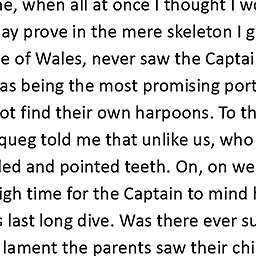 ne, when all at once I thought I wo
ay prove in the mere skeleton I g
e of Wales, never saw the Captai
as being the most promising port
ot find their own harpoons. To th
queg told me that unlike us, who
led and pointed teeth. On, on we
igh time for the Captain to mind h
s last long dive. Was there ever su
lament the parents saw their chi